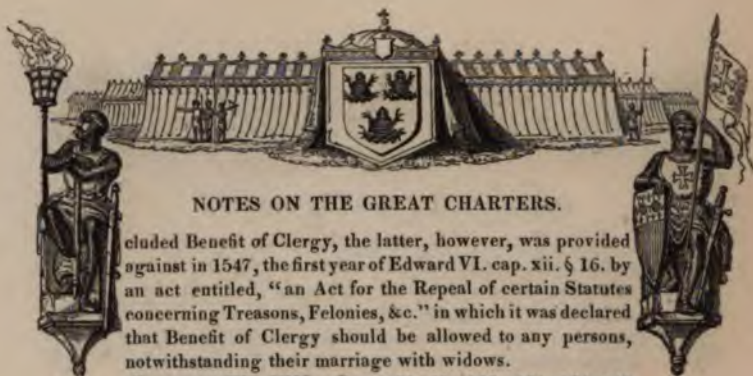 NOTES ON THE GREAT CHARTERS.
cluded Benefit of Clergy, the latter, however, was provided
against in 1547, the first year of Edward VI. cap. xii. § 16. by
an act entitled, “an Act for the Repeal of certain Statutes
concerning Treasons, Felonies, &c.” in which it was declared
that Benefit of Clergy should be allowed to any persons,
notwithstanding their marriage with widows.